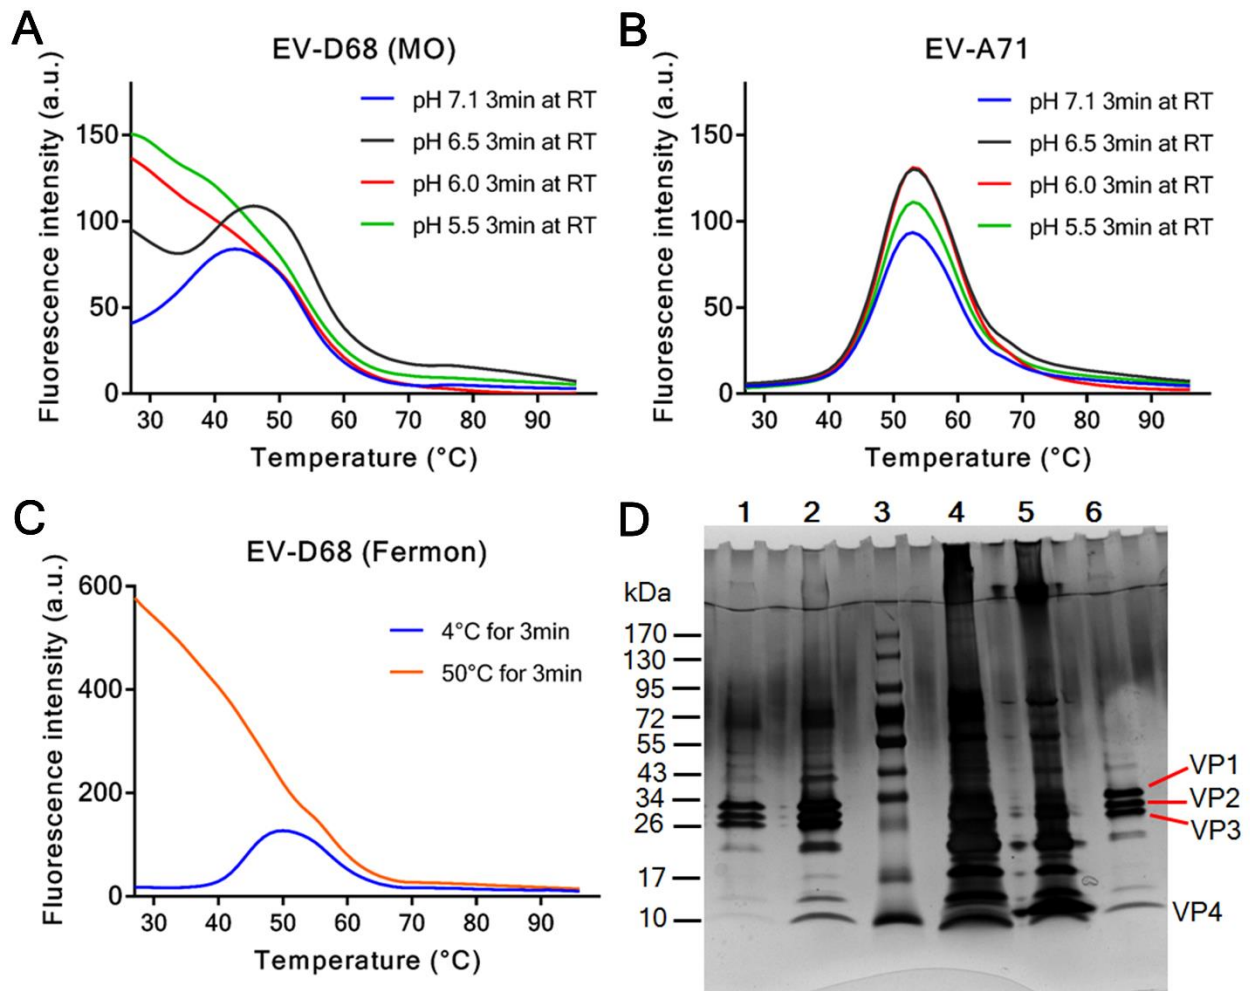 A
EV-D68 (MO)
Fluorescence intensity (a.u.)
150
100
50
0
pH 7.1 3min at RT
pH 6.5 3min at RT
pH 6.0 3min at RT
pH 5.5 3min at RT
30 40 50 60 70 80 90
Temperature (°C)
B
EV-A71
Fluorescence intensity (a.u.)
150
100
50
0
pH 7.1 3min at RT
pH 6.5 3min at RT
pH 6.0 3min at RT
pH 5.5 3min at RT
30 40 50 60 70 80 90
Temperature (°C)
C
EV-D68 (Fermon)
Fluorescence intensity (a.u.)
600
400
200
0
4°C for 3min
50°C for 3min
30 40 50 60 70 80 90
Temperature (°C)
D
1 2 3 4 5 6
kDa
170
130
95
72
55
43
34
26
17
10
VP1
VP2
VP3
VP4